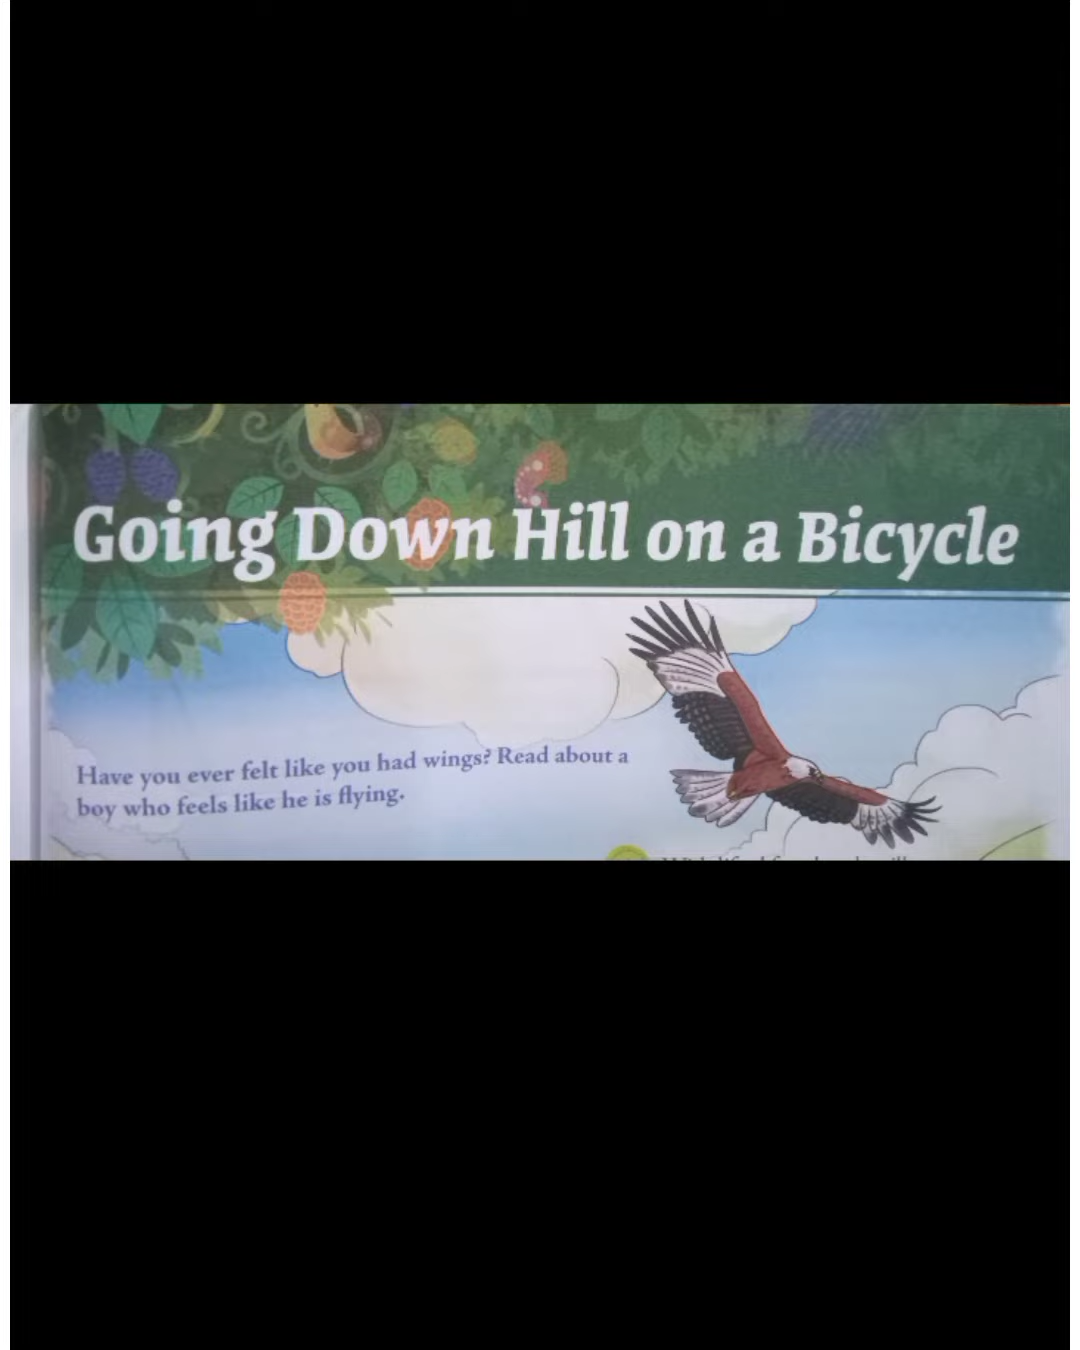 Going Down Hill on a Bicycle
Have you ever felt like you had wings? Read about a
boy who feels like he is flying.